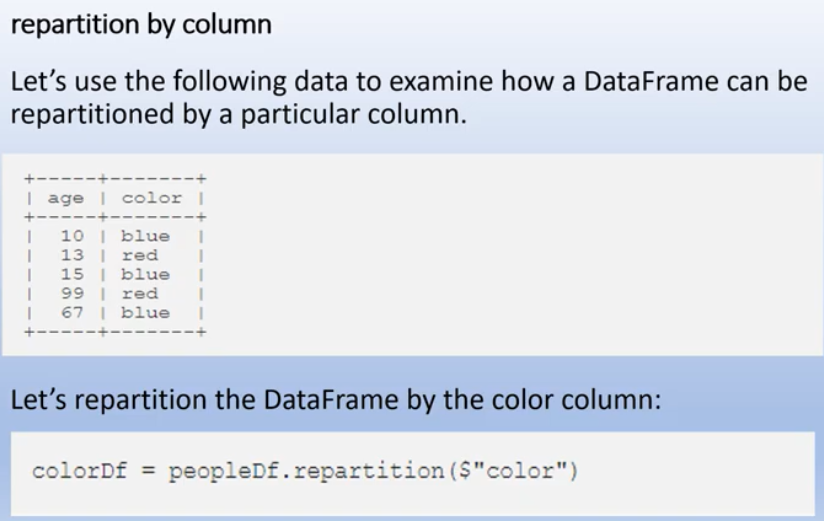 repartition by column
Let’s use the following data to examine how a DataFrame can be
repartitioned by a particular column.
+-----+-------+
| age | color |
+-----+-------+
|  10 | blue  |
|  13 | red   |
|  15 | blue  |
|  99 | red   |
|  67 | blue  |
+-----+-------+
Let’s repartition the DataFrame by the color column:
colorDf = peopleDf.repartition($"color")